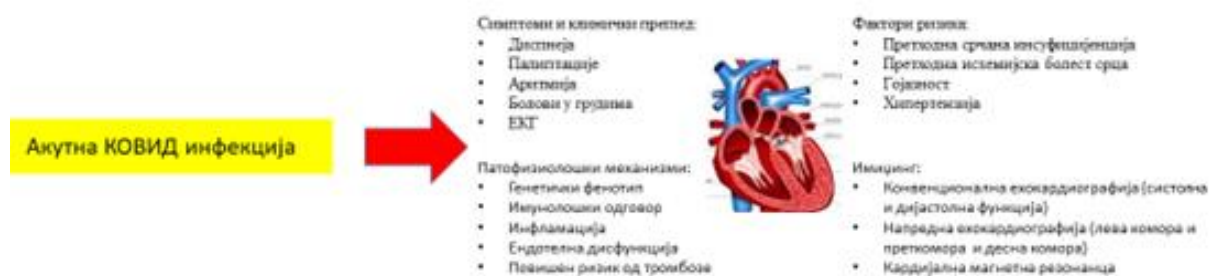 Акутна КОВИД инфекција
Симптоми и клинички преглед:
• Диспнеја
• Палпитације
• Аритмија
• Болови у грудима
• ЕКГ
Фактори ризика:
• Претходна срчана инсуфицијенција
• Претходна исхемијска болест срца
• Гојазност
• Хипертензија
Патофизиолошки механизми:
• Генетички фенотип
• Имунолошки одговор
• Инфламација
• Ендотелна дисфункција
• Повишен ризик од тромбозе
Имиџинг:
• Конвенционална ехокардиографија (систолна
и дијастолна функција)
• Напредна ехокардиографија (лева комора и
преткомора и десна комора)
• Кардијална магнетна резонанца